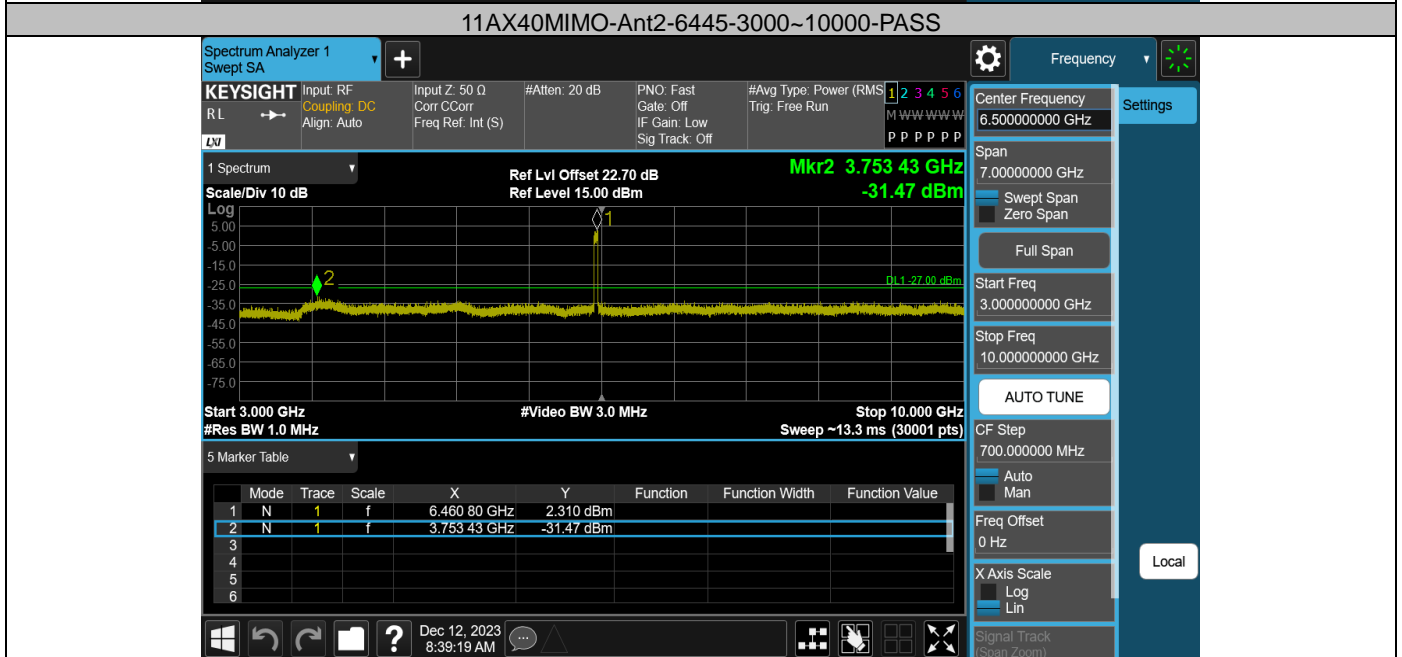 11AX40MIMO-Ant2-6445-3000~10000-PASS
Spectrum Analyzer 1
Swept SA
Frequency
KEYSIGHT
RL
LXI
Input: RF
Coupling: DC
Align: Auto
Input Z: 50 Ω
Corr CCorr
Freq Ref: Int (S)
#Atten: 20 dB
PNO: Fast
Gate: Off
IF Gain: Low
Sig Track: Off
#Avg Type: Power (RMS
Trig: Free Run
1 2 3 4 5 6
M W W W W W
P P P P P P
1 Spectrum
Scale/Div 10 dB
Ref Lvl Offset 22.70 dB
Ref Level 15.00 dBm
Mkr2 3.753 43 GHz
-31.47 dBm
Log
5.00
-5.00
-15.0
-25.0
-35.0
-45.0
-55.0
-65.0
-75.0
1
2
DL1 -27.00 dBm
Start 3.000 GHz
#Video BW 3.0 MHz
Stop 10.000 GHz
#Res BW 1.0 MHz
Sweep ~13.3 ms (30001 pts)
5 Marker Table
Mode Trace Scale X Y Function Function Width Function Value
1 N 1 f 6.460 80 GHz 2.310 dBm
2 N 1 f 3.753 43 GHz -31.47 dBm
3
4
5
6
Dec 12, 2023
8:39:19 AM
Center Frequency
6.500000000 GHz
Settings
Span
7.00000000 GHz
Swept Span
Zero Span
Full Span
Start Freq
3.000000000 GHz
Stop Freq
10.000000000 GHz
AUTO TUNE
CF Step
700.000000 MHz
Auto
Man
Freq Offset
0 Hz
X Axis Scale
Log
Lin
Local
Signal Track
(Span Zoom)